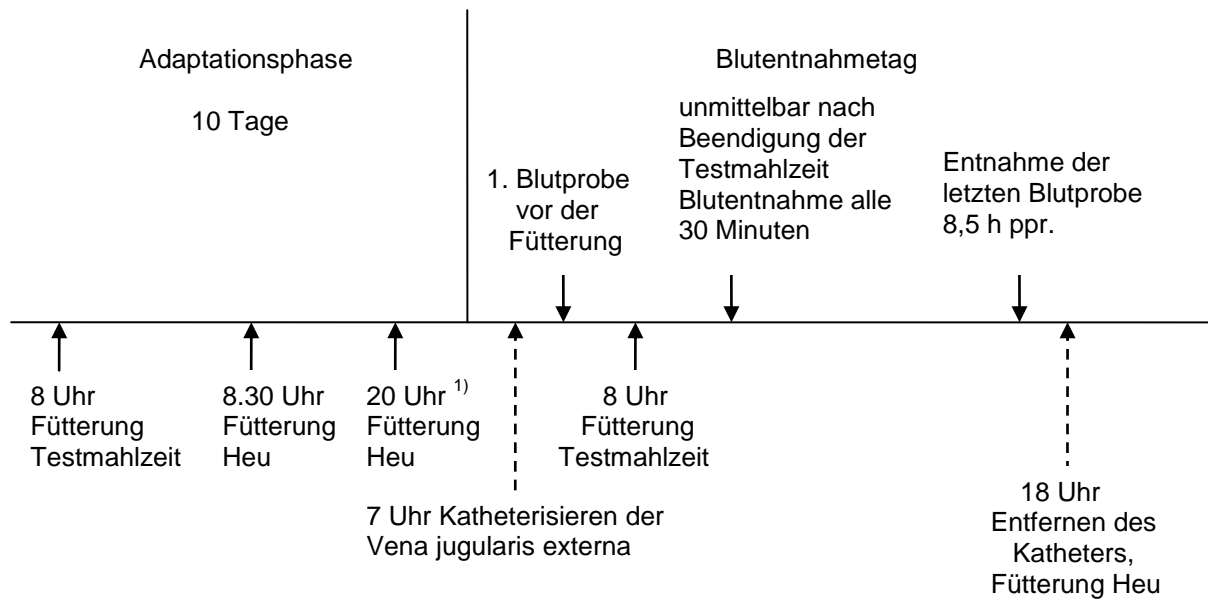 Adaptationsphase
10 Tage
Blutentnahmetag
1. Blutprobe
vor der
Fütterung
unmittelbar nach
Beendigung der
Testmahlzeit
Blutentnahme alle
30 Minuten
Entnahme der
letzten Blutprobe
8,5 h ppr.
8 Uhr
Fütterung
Testmahlzeit
8.30 Uhr
Fütterung
Heu
20 Uhr 1)
Fütterung
Heu
7 Uhr Katheterisieren der
Vena jugularis externa
8 Uhr
Fütterung
Testmahlzeit
18 Uhr
Entfernen des
Katheters,
Fütterung Heu